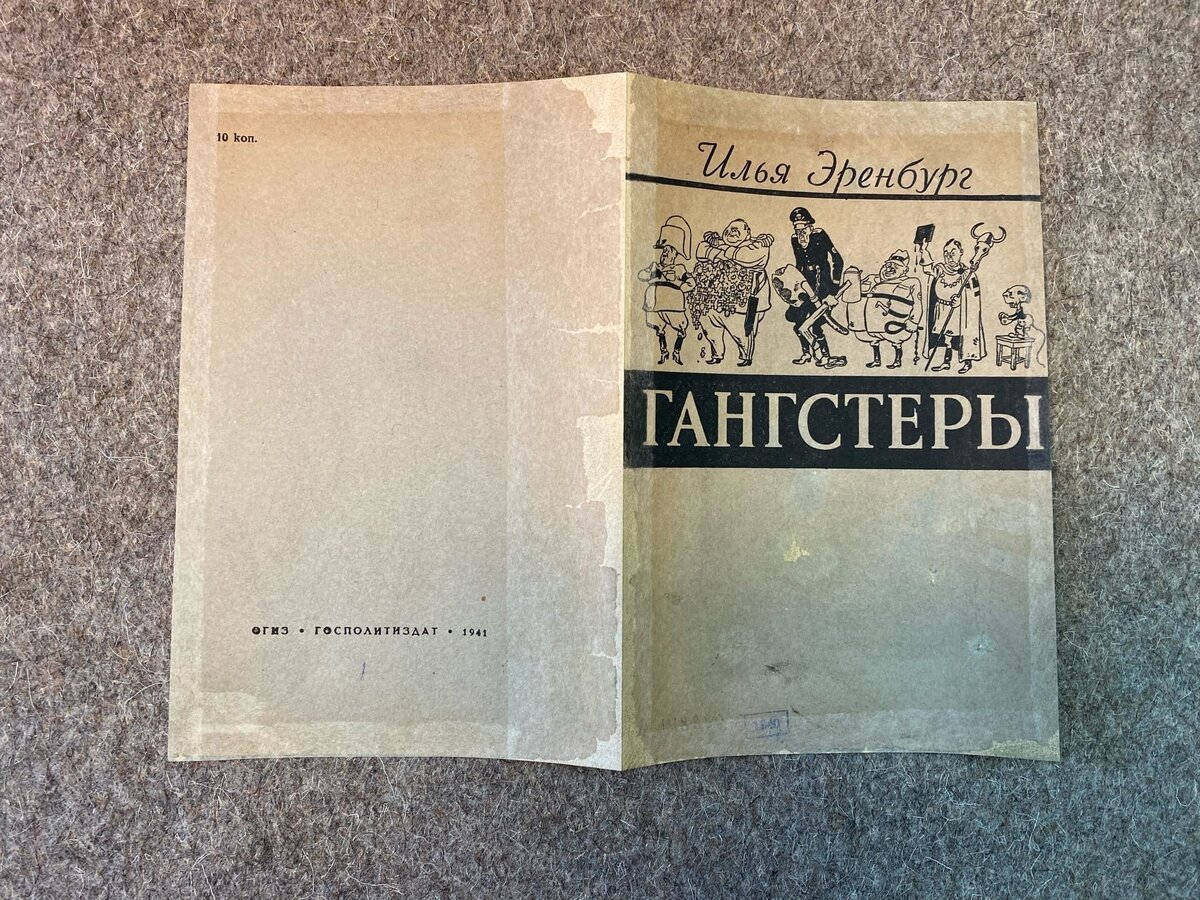 10 коп.
ОГИЗ • ГОСПОЛИТИЗДАТ • 1941
Илья Эренбург
ГАНГСТЕРЫ